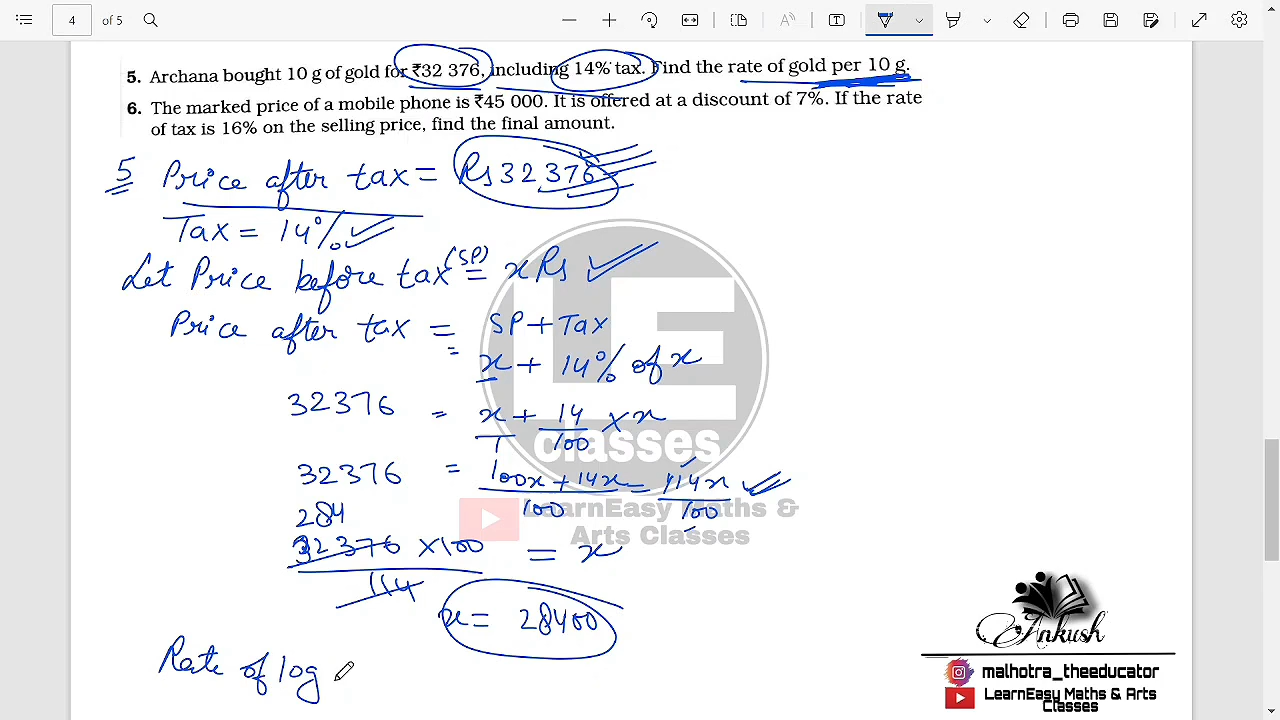 4 of 5
5. Archana bought 10 g of gold for ₹32 376, including 14% tax. Find the rate of gold per 10 g.
6. The marked price of a mobile phone is ₹45 000. It is offered at a discount of 7%. If the rate
of tax is 16% on the selling price, find the final amount.
5 Price after tax = Rs 32376
Tax = 14%
Let Price before tax (SP) = x Rs
Price after tax = SP + Tax
= x + 14% of x
32376 = x/1 + 14/100 × x
32376 = 100x + 14x/100 = 114x/100
284
32376 × 100/114 = x
x = 28400
Rate of 10g
LE
classes
LearnEasy Maths &
Arts Classes
Ankush
malhotra_theeducator
LearnEasy Maths & Arts
Classes